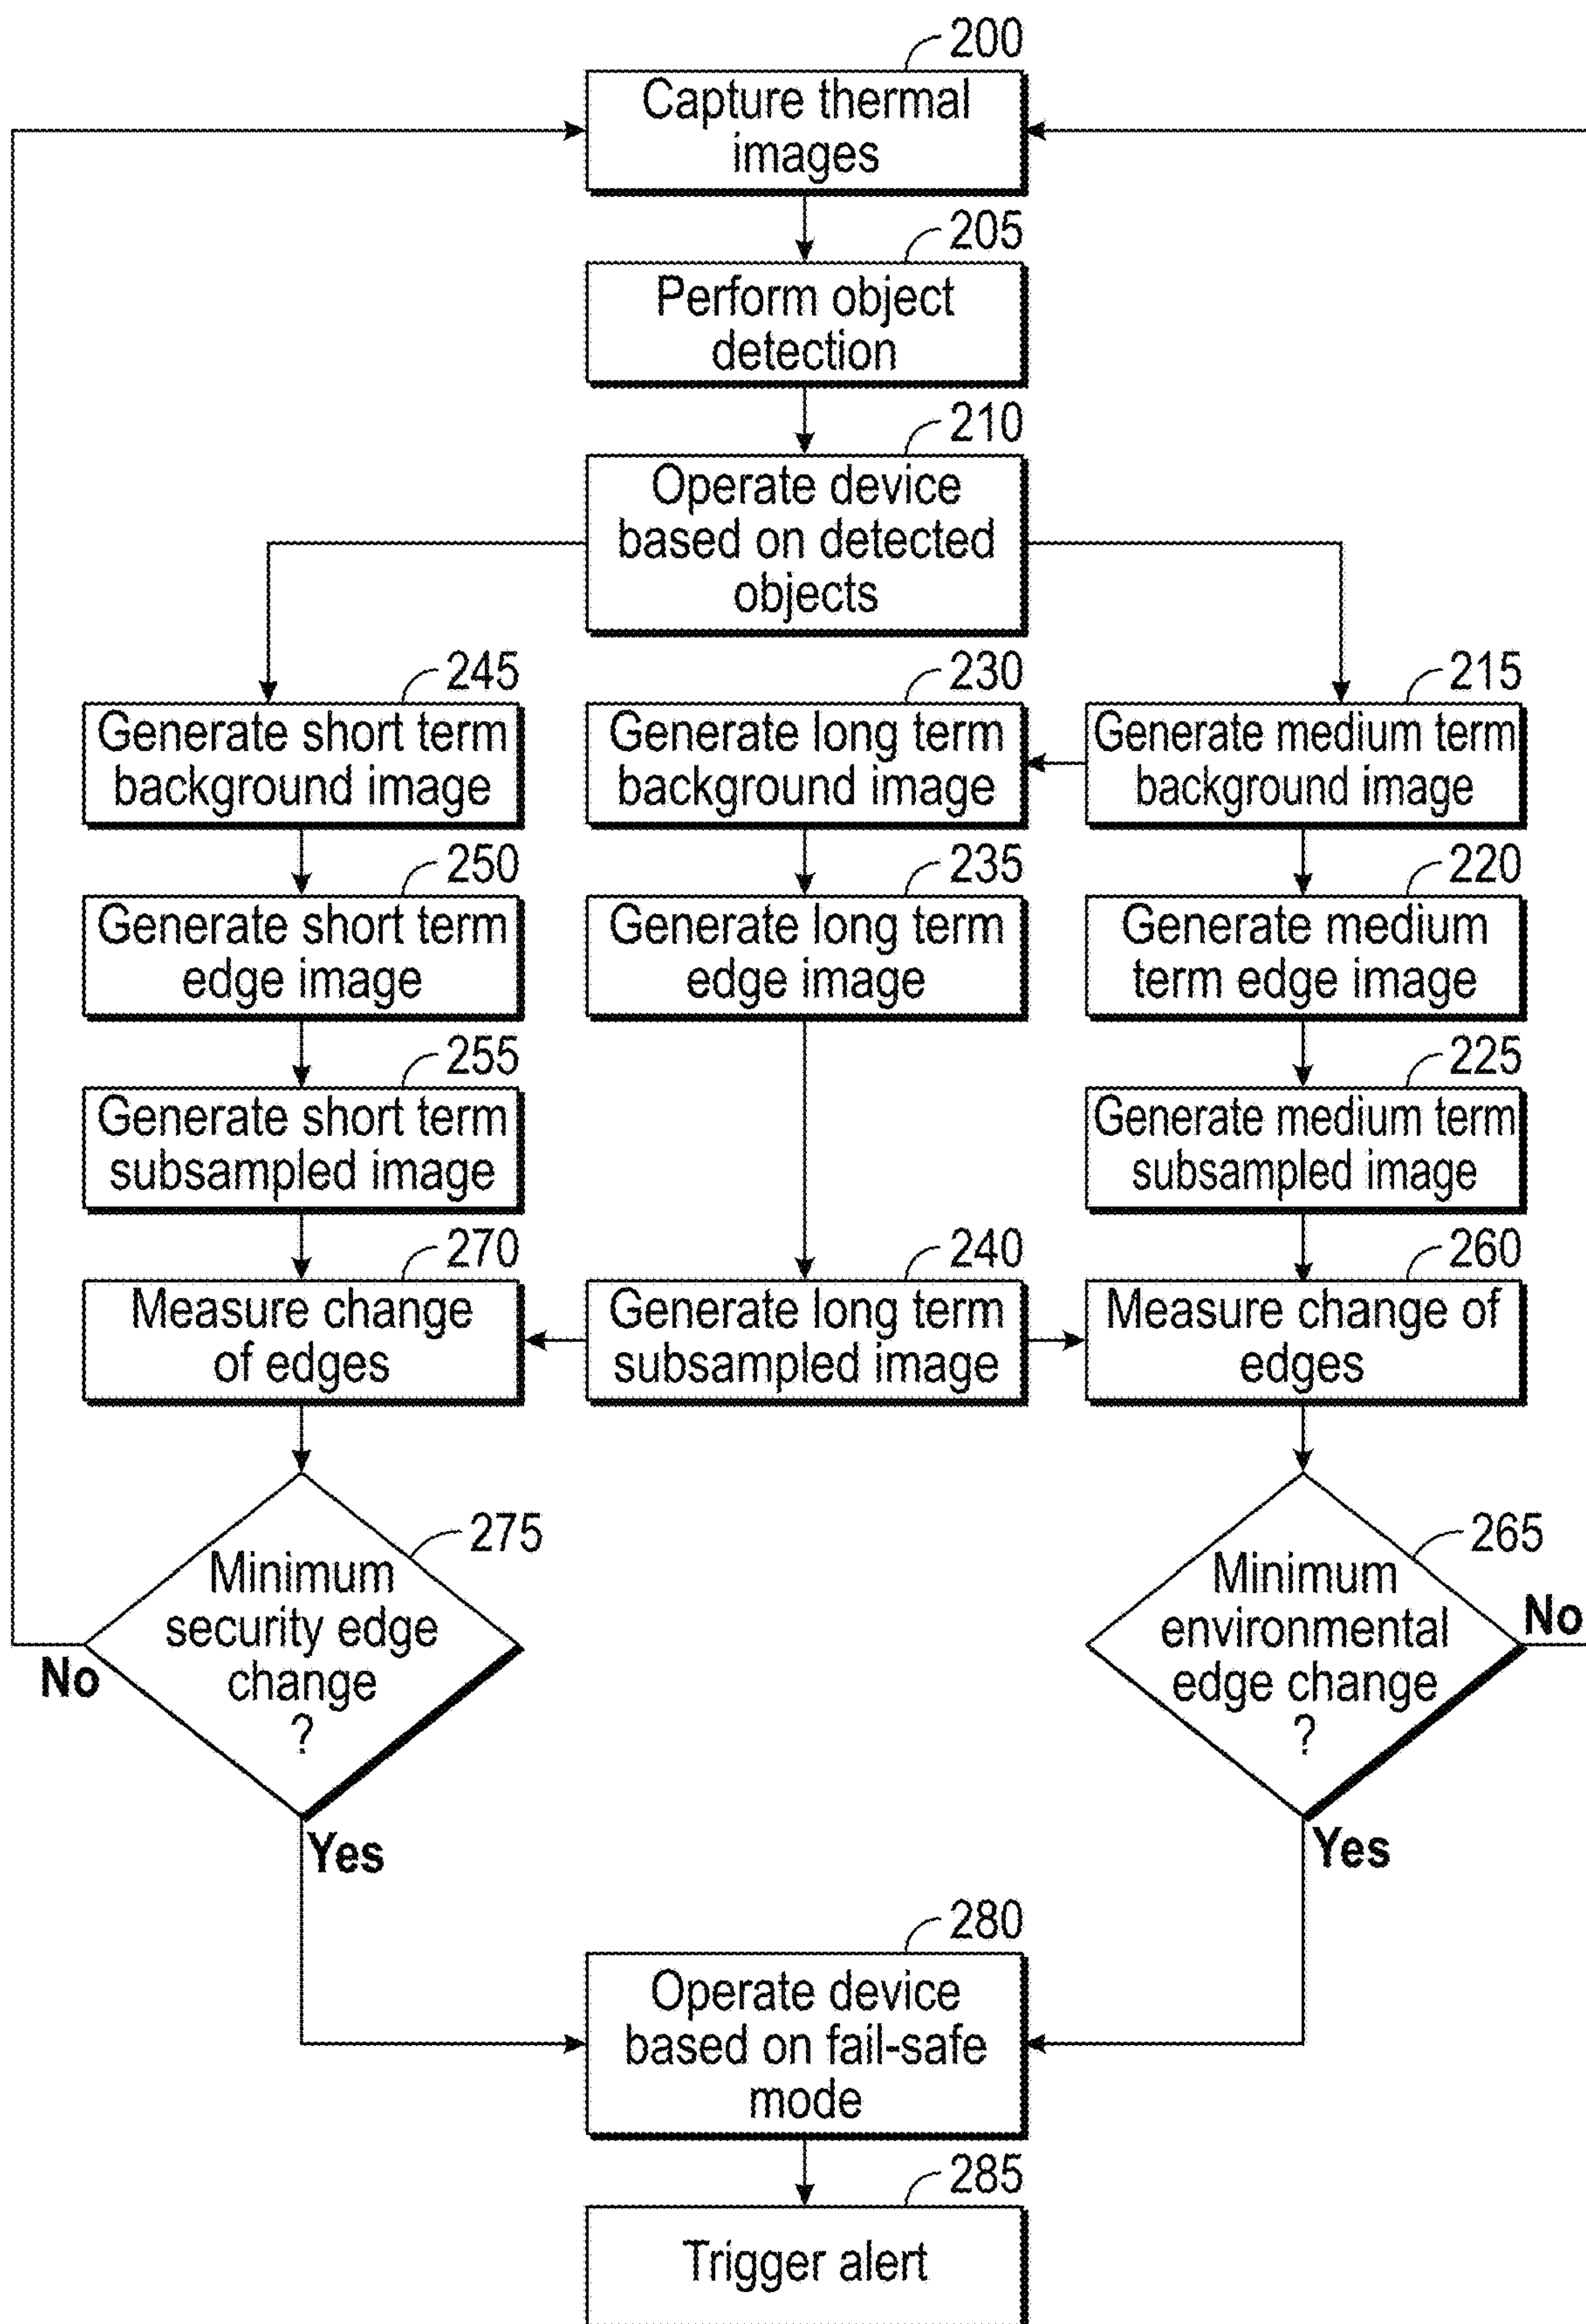 200
Capture thermal
images
205
Perform object
detection
210
Operate device
based on detected
objects
245
Generate short term
background image
230
Generate long term
background image
215
Generate medium term
background image
250
Generate short term
edge image
235
Generate long term
edge image
220
Generate medium
term edge image
255
Generate short term
subsampled image
225
Generate medium term
subsampled image
270
Measure change
of edges
240
Generate long term
subsampled image
260
Measure change of
edges
275
Minimum
security edge
change
?
No
Yes
265
Minimum
environmental
edge change
?
No
Yes
280
Operate device
based on fail-safe
mode
285
Trigger alert